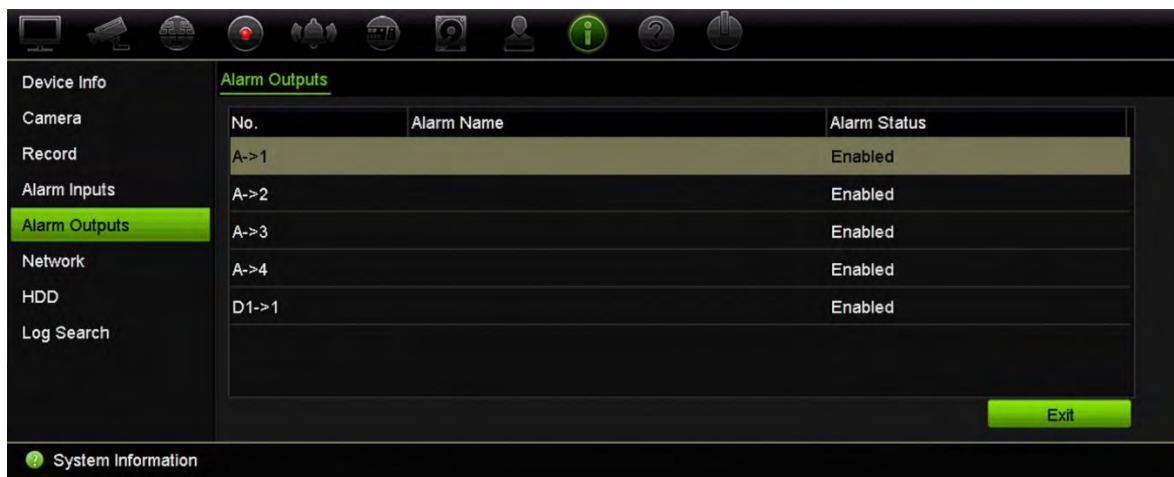 Device Info
Camera
Record
Alarm Inputs
Alarm Outputs
Network
HDD
Log Search
Alarm Outputs
No. Alarm Name Alarm Status
A->1 Enabled
A->2 Enabled
A->3 Enabled
A->4 Enabled
D1->1 Enabled
Exit
System Information